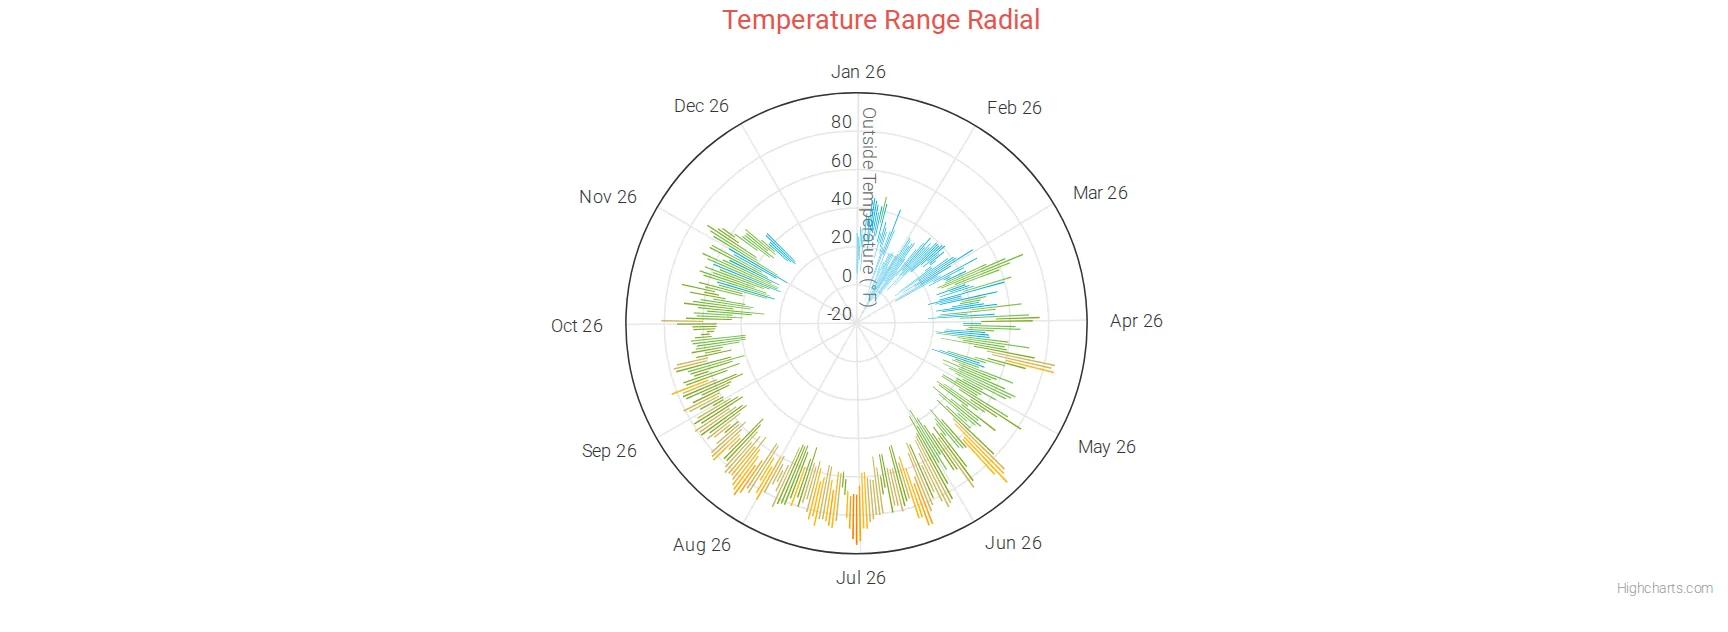 Temperature Range Radial
Jan 26
Feb 26
Mar 26
Apr 26
May 26
Jun 26
Jul 26
Aug 26
Sep 26
Oct 26
Nov 26
Dec 26
80
60
40
20
0
-20
Outside Temperature (°F)
Highcharts.com